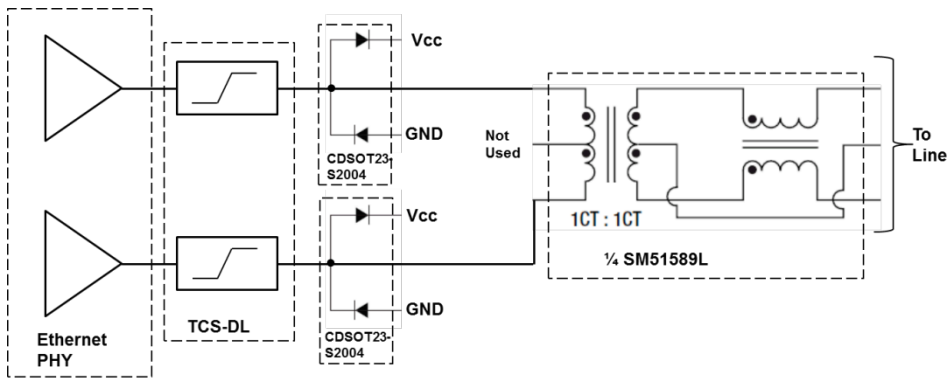 Vcc
GND
CDSOT23-
S2004
Not
Used
To
Line
1CT : 1CT
Vcc
GND
CDSOT23-
S2004
¼ SM51589L
TCS-DL
Ethernet
PHY